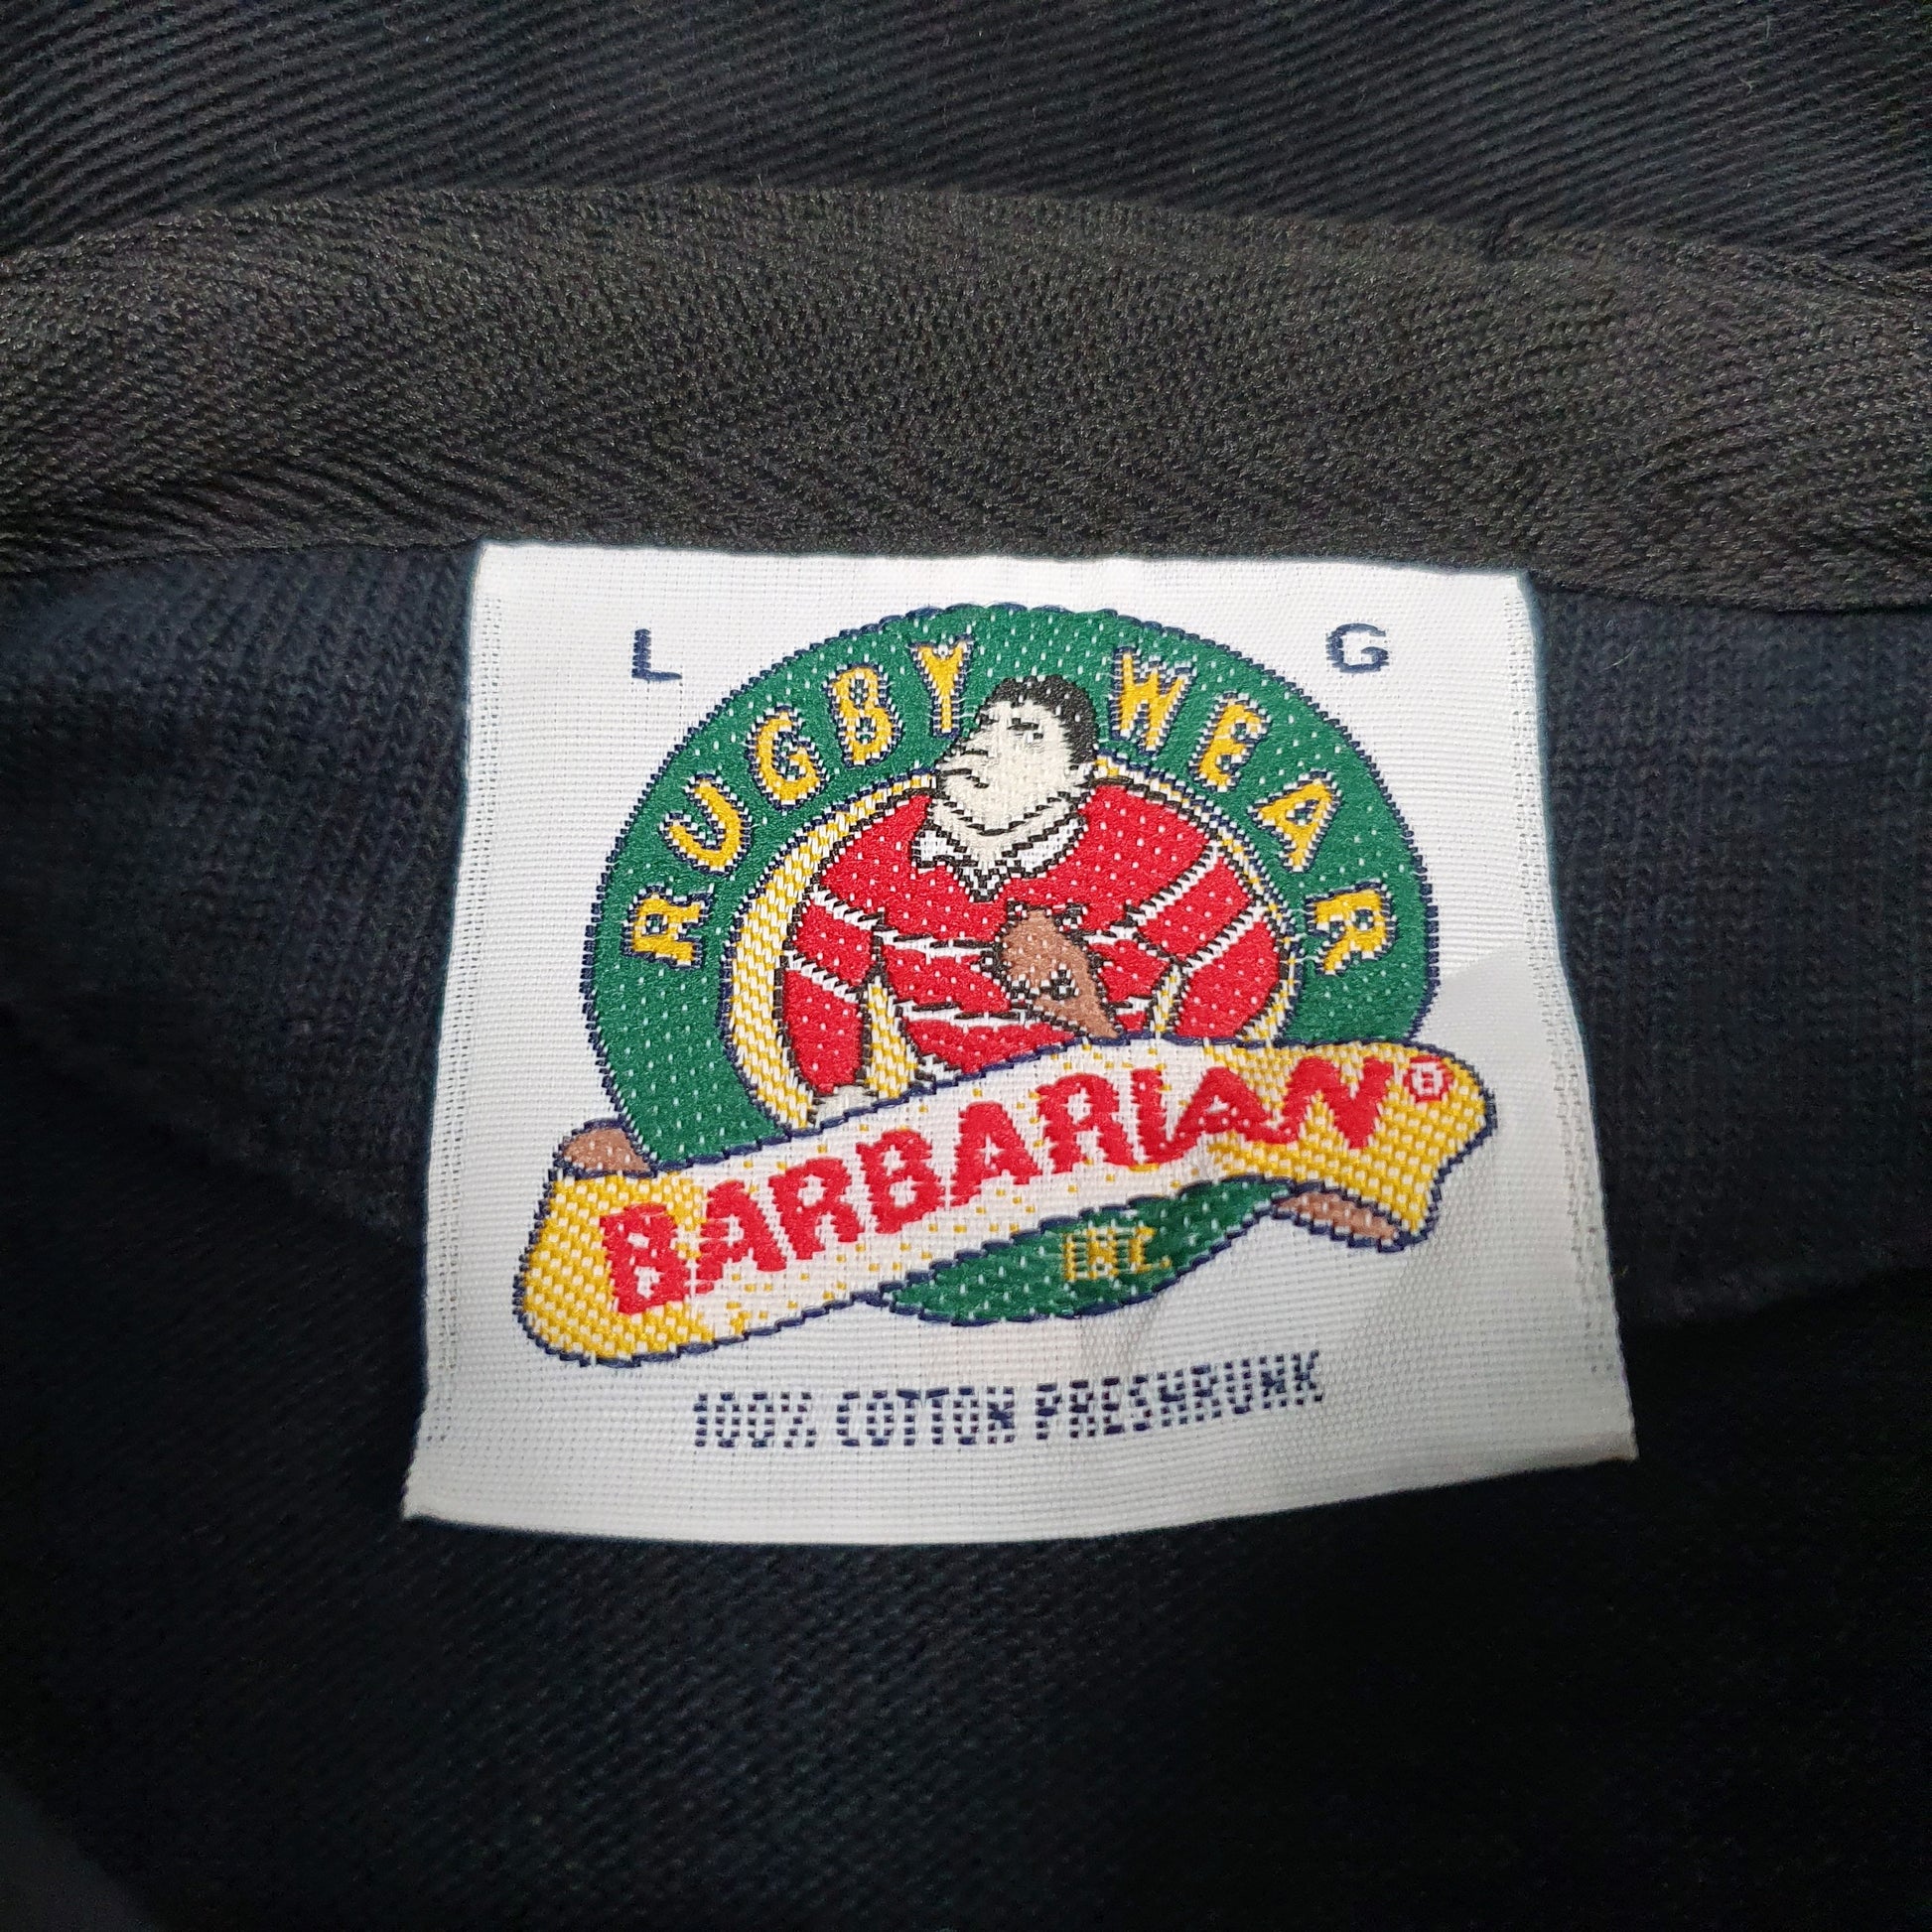 L G
RUGBY WEAR
BARBARIAN®
INC.
100% COTTON PRESHRUNK